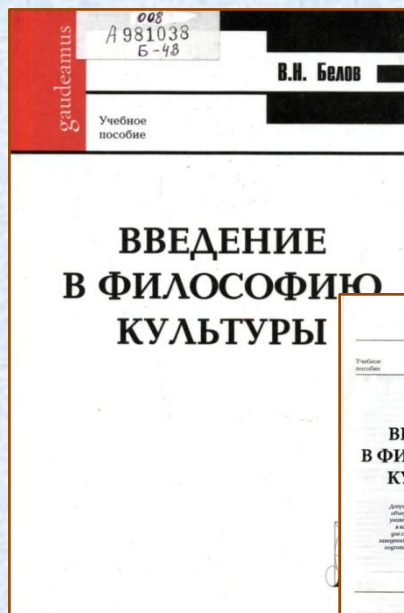 gaudeamus
008
А 981038
Б-43
В.Н. Белов
Учебное
пособие
ВВЕДЕНИЕ
В ФИЛОСОФИЮ
КУЛЬТУРЫ
Учебное
пособие
ВВ
В ФИ
КУ